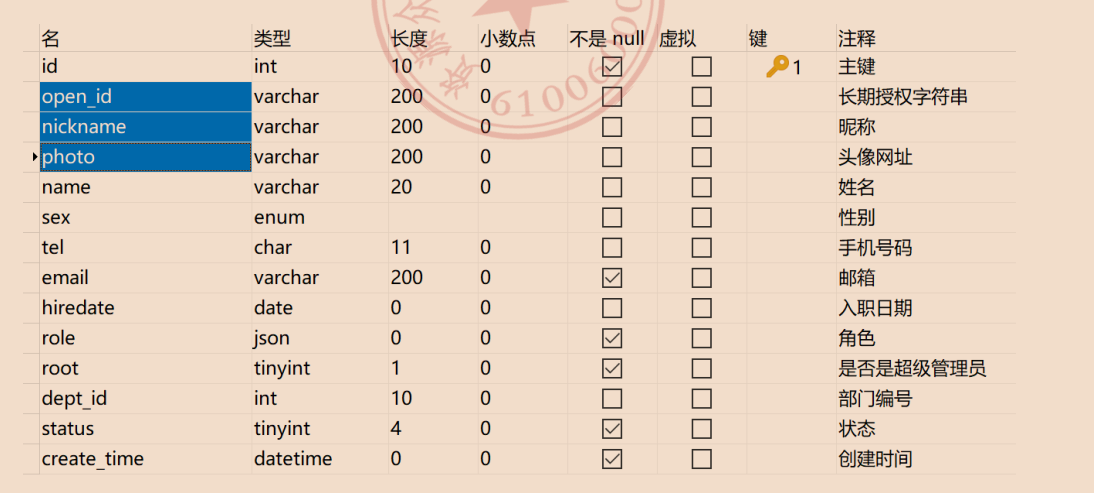 名 类型 长度 小数点 不是 null 虚拟 键 注释
id int 10 0 1 主键
open_id varchar 200 0 长期授权字符串
nickname varchar 200 0 昵称
photo varchar 200 0 头像网址
name varchar 20 0 姓名
sex enum 性别
tel char 11 0 手机号码
email varchar 200 0 邮箱
hiredate date 0 0 入职日期
role json 0 0 角色
root tinyint 1 0 是否是超级管理员
dept_id int 10 0 部门编号
status tinyint 4 0 状态
create_time datetime 0 0 创建时间